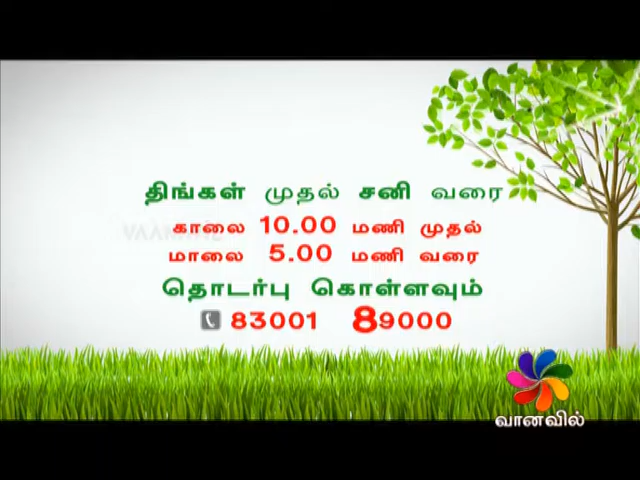 திங்கள் முதல் சனி வரை
காலை 10.00 மணி முதல்
மாலை 5.00 மணி வரை
தொடர்பு கொள்ளவும்
83001 89000
வானவில்